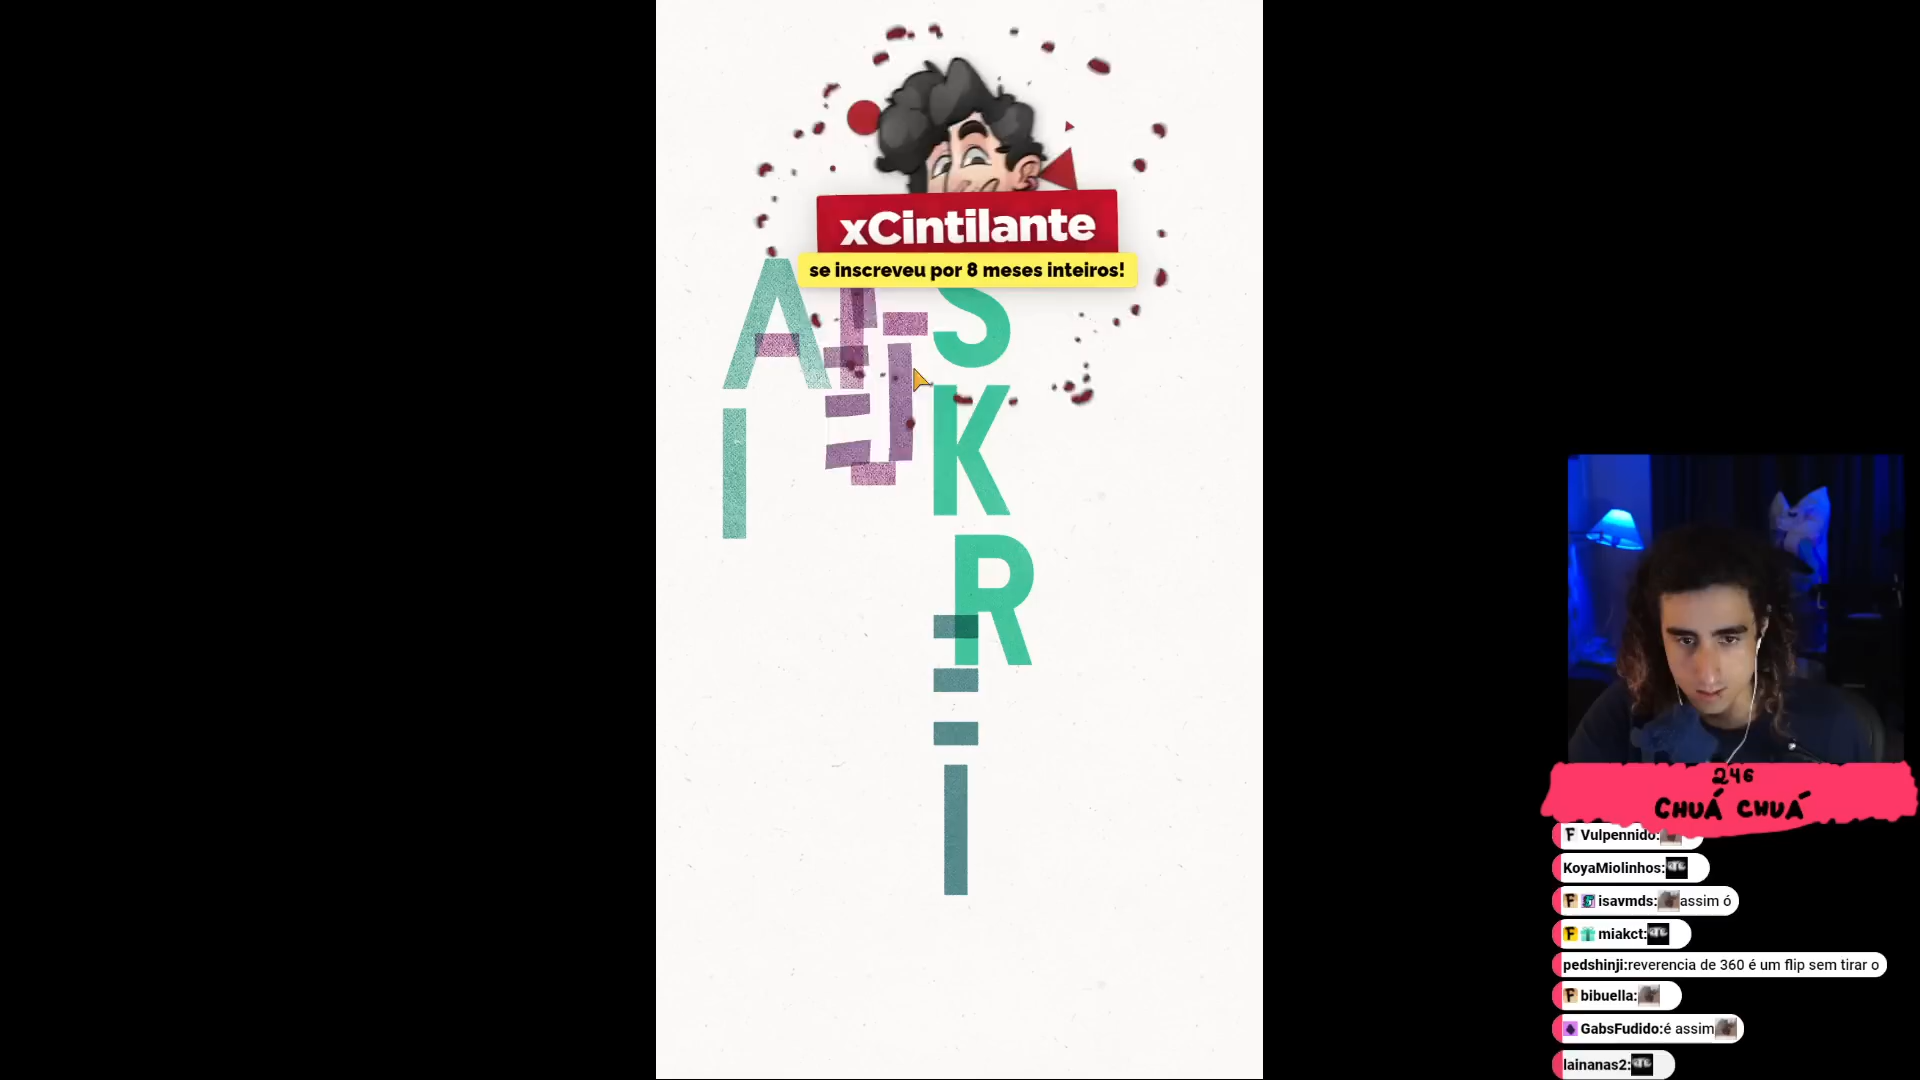 xCintilante
se inscreveu por 8 meses inteiros!
A
S
K
I
R
I
246
CHUÁ CHUÁ
F Vulpennido:
KoyaMiolinhos:
F isavmds: assim ó
F miakct:
pedshinji: reverencia de 360 é um flip sem tirar o
F bibuella:
GabsFudido: é assim
lainanas2: